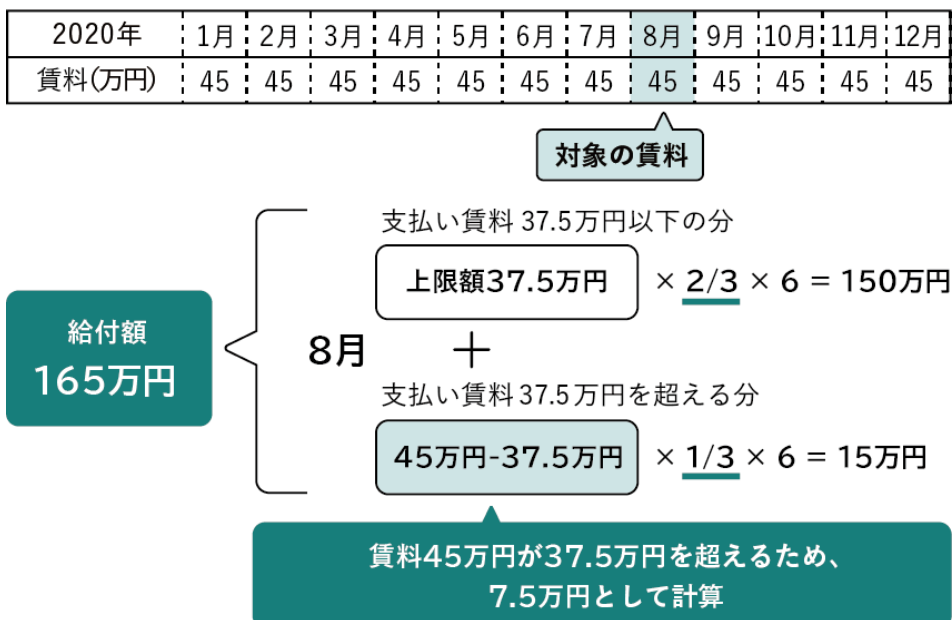 2020年 1月 2月 3月 4月 5月 6月 7月 8月 9月 10月 11月 12月
賃料(万円) 45 45 45 45 45 45 45 45 45 45 45 45
対象の賃料
支払い賃料 37.5万円以下の分
上限額37.5万円 × 2/3 × 6 = 150万円
給付額
165万円
8月 +
支払い賃料 37.5万円を超える分
45万円-37.5万円 × 1/3 × 6 = 15万円
賃料45万円が37.5万円を超えるため、
7.5万円として計算